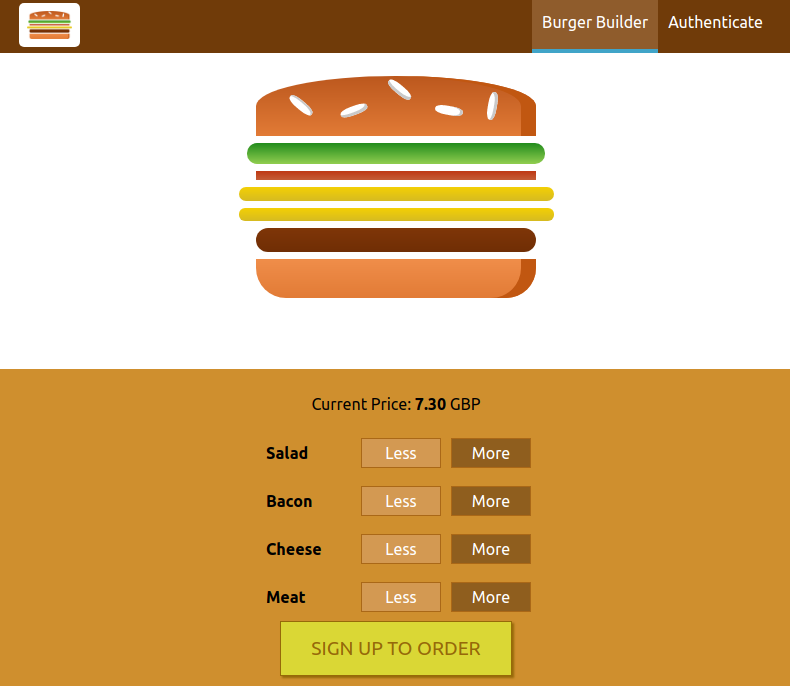 Burger Builder Authenticate
Current Price: 7.30 GBP
Salad Less More
Bacon Less More
Cheese Less More
Meat Less More
SIGN UP TO ORDER